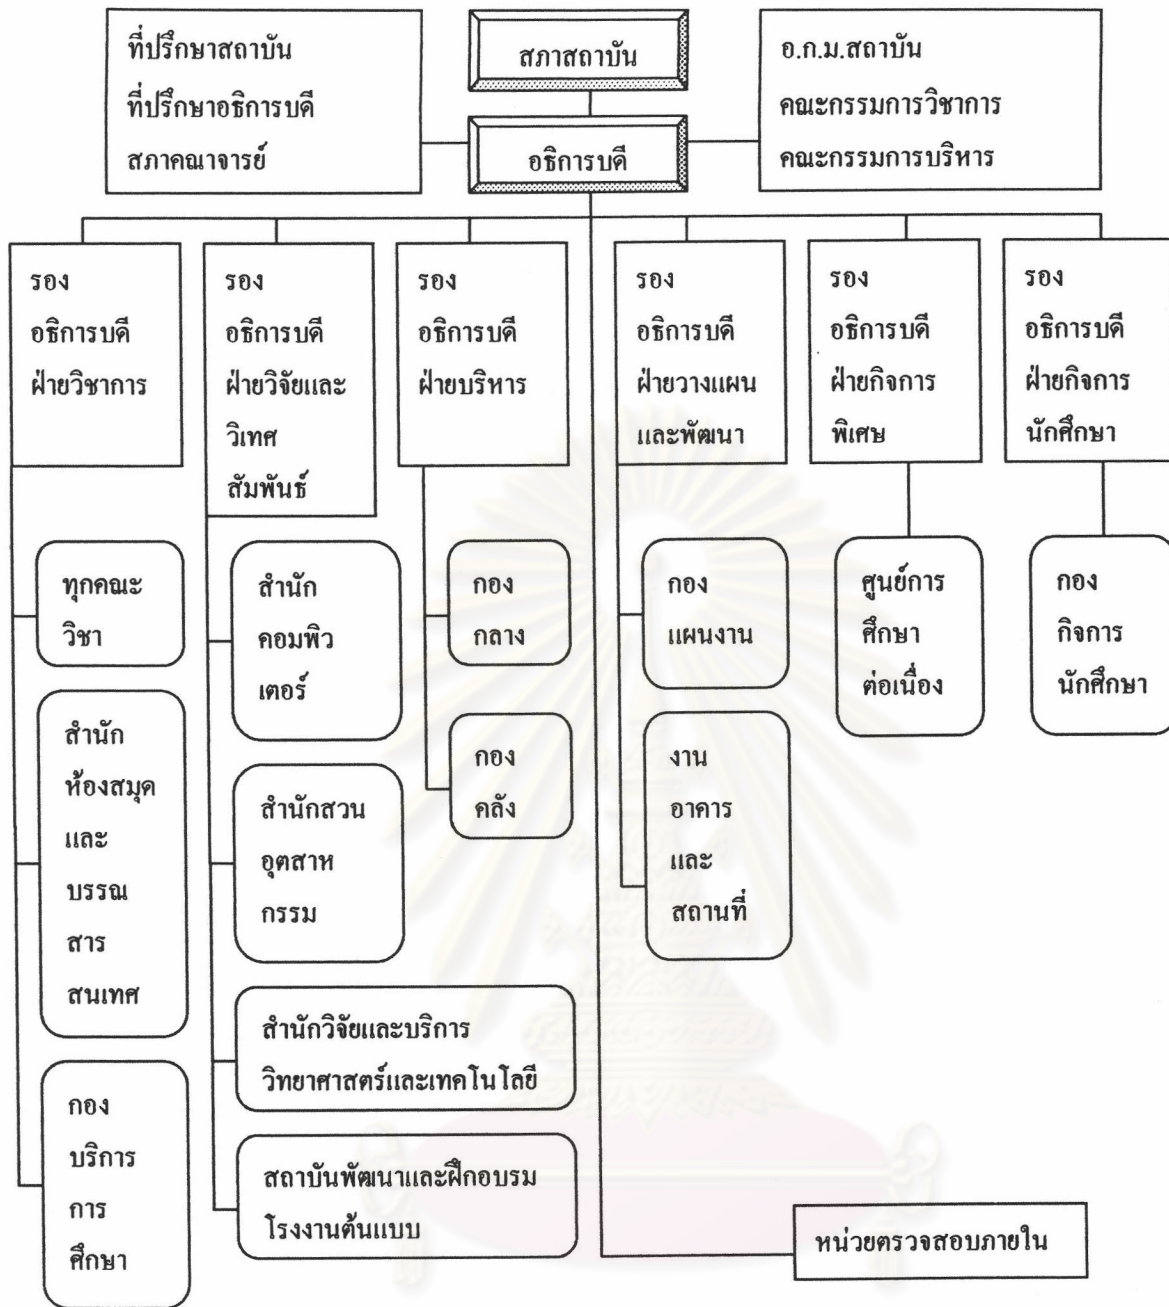 ที่ปรึกษาสถาบัน
ที่ปรึกษาอธิการบดี
สภาคณาจารย์
สภาสถาบัน
อธิการบดี
อ.ก.ม.สถาบัน
คณะกรรมการวิชาการ
คณะกรรมการบริหาร
รอง
อธิการบดี
ฝ่ายวิชาการ
รอง
อธิการบดี
ฝ่ายวิจัยและ
วิเทศ
สัมพันธ์
รอง
อธิการบดี
ฝ่ายบริหาร
รอง
อธิการบดี
ฝ่ายวางแผน
และพัฒนา
รอง
อธิการบดี
ฝ่ายกิจการ
พิเศษ
รอง
อธิการบดี
ฝ่ายกิจการ
นักศึกษา
ทุกคณะ
วิชา
สำนัก
ห้องสมุด
และ
บรรณ
สาร
สนเทศ
กอง
บริการ
การ
ศึกษา
สำนัก
คอมพิว
เตอร์
สำนักสวน
อุตสาห
กรรม
สำนักวิจัยและบริการ
วิทยาศาสตร์และเทคโนโลยี
สถาบันพัฒนาและฝึกอบรม
โรงงานต้นแบบ
กอง
กลาง
กอง
คลัง
กอง
แผนงาน
งาน
อาคาร
และ
สถานที่
ศูนย์การ
ศึกษา
ต่อเนื่อง
กอง
กิจการ
นักศึกษา
หน่วยตรวจสอบภายใน